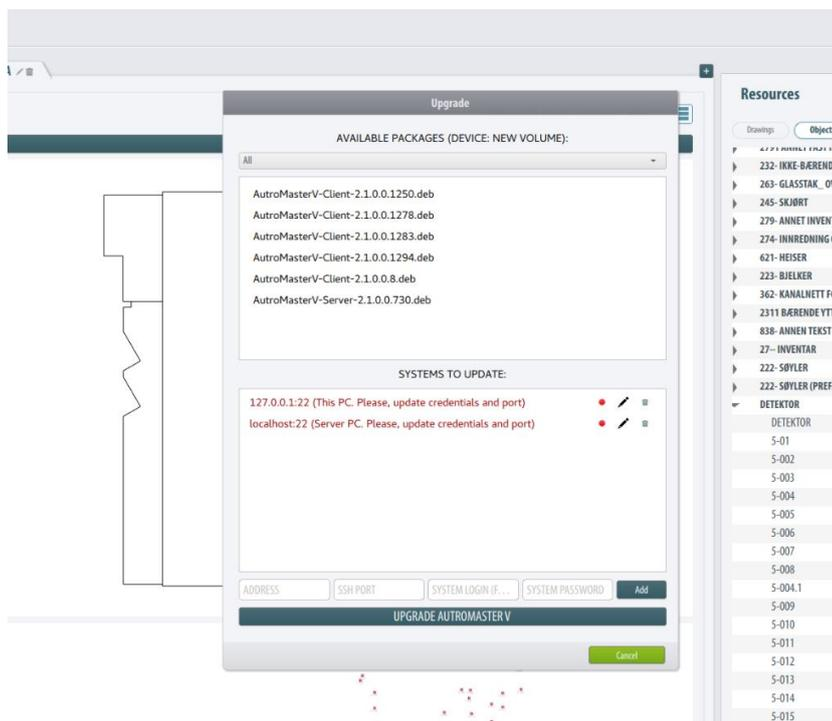 A
Upgrade
AVAILABLE PACKAGES (DEVICE: NEW VOLUME):
All
AutroMasterV-Client-2.1.0.0.1250.deb
AutroMasterV-Client-2.1.0.0.1278.deb
AutroMasterV-Client-2.1.0.0.1283.deb
AutroMasterV-Client-2.1.0.0.1294.deb
AutroMasterV-Client-2.1.0.0.8.deb
AutroMasterV-Server-2.1.0.0.730.deb
SYSTEMS TO UPDATE:
127.0.0.1:22 (This PC. Please, update credentials and port)
localhost:22 (Server PC. Please, update credentials and port)
ADDRESS SSH PORT SYSTEM LOGIN (F... SYSTEM PASSWORD Add
UPGRADE AUTROMASTER V
Cancel
Resources
Drawings Object
232- IKKE-BÆREND
263- GLASSTAK_ OV
245- SKJØRT
279- ANNET INVENT
274- INNREDNING
621- HEISER
223- BJELKER
362- KANALNETT FO
2311 BÆRENDE YTT
838- ANNEN TEKST
27-- INVENTAR
222- SØYLER
222- SØYLER (PREF
DETEKTOR
DETEKTOR
5-01
5-002
5-003
5-004
5-005
5-006
5-007
5-008
5-004.1
5-009
5-010
5-011
5-012
5-013
5-014
5-015